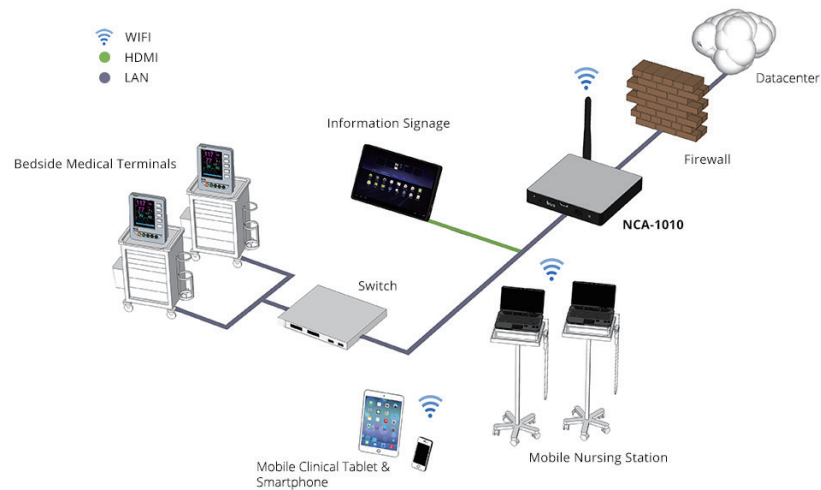 WIFI
HDMI
LAN
Datacenter
Information Signage
Firewall
Bedside Medical Terminals
NCA-1010
Switch
Mobile Clinical Tablet &
Smartphone
Mobile Nursing Station